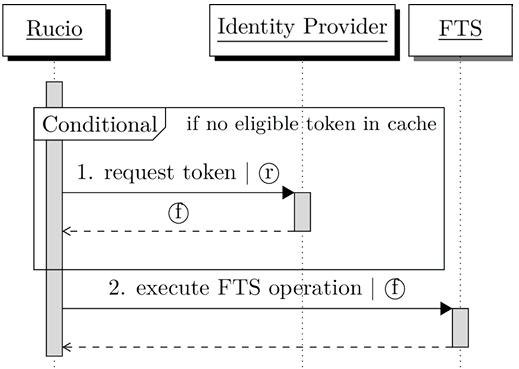 Rucio
Identity Provider
FTS
Conditional
if no eligible token in cache
1. request token | ⓡ
ⓕ
2. execute FTS operation | ⓕ